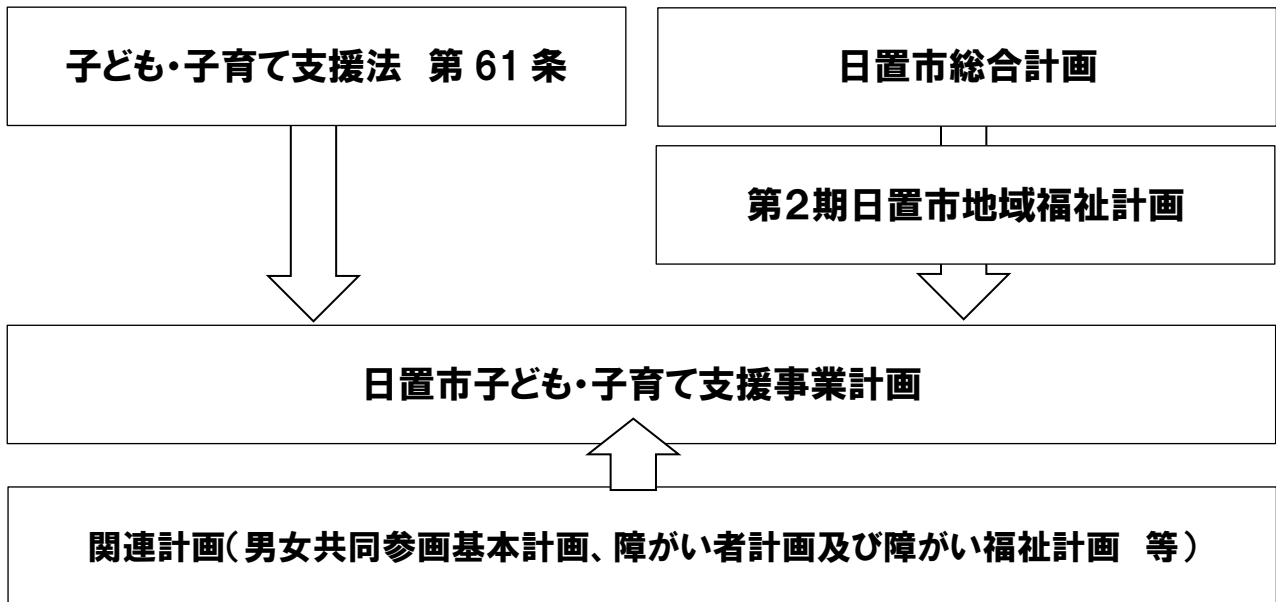 子ども・子育て支援法　第 61 条
日置市総合計画
第2期日置市地域福祉計画
日置市子ども・子育て支援事業計画
関連計画(男女共同参画基本計画、障がい者計画及び障がい福祉計画　等)